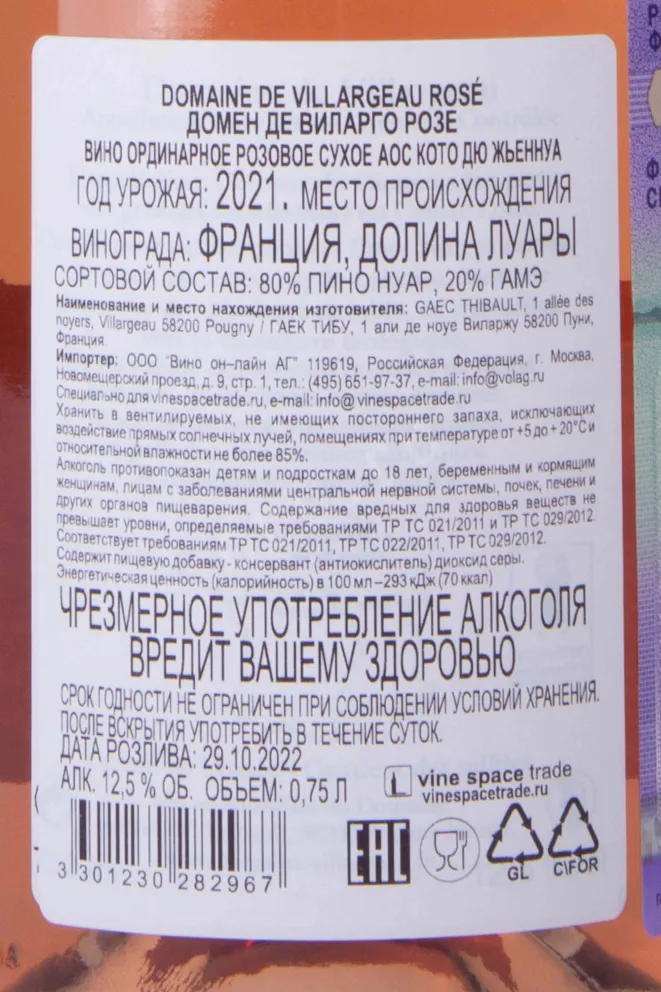 DOMAINE DE VILLARGEAU ROSÉ
ДОМЕН ДЕ ВИЛАРГО РОЗЕ
ВИНО ОРДИНАРНОЕ РОЗОВОЕ СУХОЕ АОС КОТО ДЮ ЖЬЕННУА
ГОД УРОЖАЯ: 2021. МЕСТО ПРОИСХОЖДЕНИЯ
ВИНОГРАДА: ФРАНЦИЯ, ДОЛИНА ЛУАРЫ
СОРТОВОЙ СОСТАВ: 80% ПИНО НУАР, 20% ГАМЭ
Наименование и место нахождения изготовителя: GAEC THIBAULT, 1 allée des
noyers, Villargeau 58200 Pougny / ГАЕК ТИБУ, 1 али де ноуе Виларжу 58200 Пуни,
Франция
Импортер: ООО "Вино он–лайн АГ" 119619, Российская Федерация, г. Москва,
Новомещерский проезд, д. 9, стр. 1, тел.: (495) 651-97-37, e-mail: info@volag.ru
Специально для vinespacetrade.ru, e-mail: info@vinespacetrade.ru
Хранить в вентилируемых, не имеющих постороннего запаха, исключающих
воздействие прямых солнечных лучей, помещениях при температуре от +5 до + 20°С и
относительной влажности не более 85%.
Алкоголь противопоказан детям и подросткам до 18 лет, беременным и кормящим
женщинам, лицам с заболеваниями центральной нервной системы, почек, печени и
других органов пищеварения. Содержание вредных для здоровья веществ не
превышает уровни, определяемые требованиями ТР ТС 021/2011 и ТР ТС 029/2012.
Соответствует требованиям ТР ТС 021/2011, ТР ТС 022/2011, ТР ТС 029/2012.
Содержит пищевую добавку - консервант (антиокислитель) диоксид серы.
Энергетическая ценность (калорийность) в 100 мл – 293 кДж (70 ккал)
ЧРЕЗМЕРНОЕ УПОТРЕБЛЕНИЕ АЛКОГОЛЯ
ВРЕДИТ ВАШЕМУ ЗДОРОВЬЮ
СРОК ГОДНОСТИ НЕ ОГРАНИЧЕН ПРИ СОБЛЮДЕНИИ УСЛОВИЙ ХРАНЕНИЯ.
ПОСЛЕ ВСКРЫТИЯ УПОТРЕБИТЬ В ТЕЧЕНИЕ СУТОК.
ДАТА РОЗЛИВА: 29.10.2022
АЛК. 12,5 % ОБ. ОБЪЕМ: 0,75 Л
vine space trade
vinespacetrade.ru
3 301230 282967
EAC
GL
C\FOR